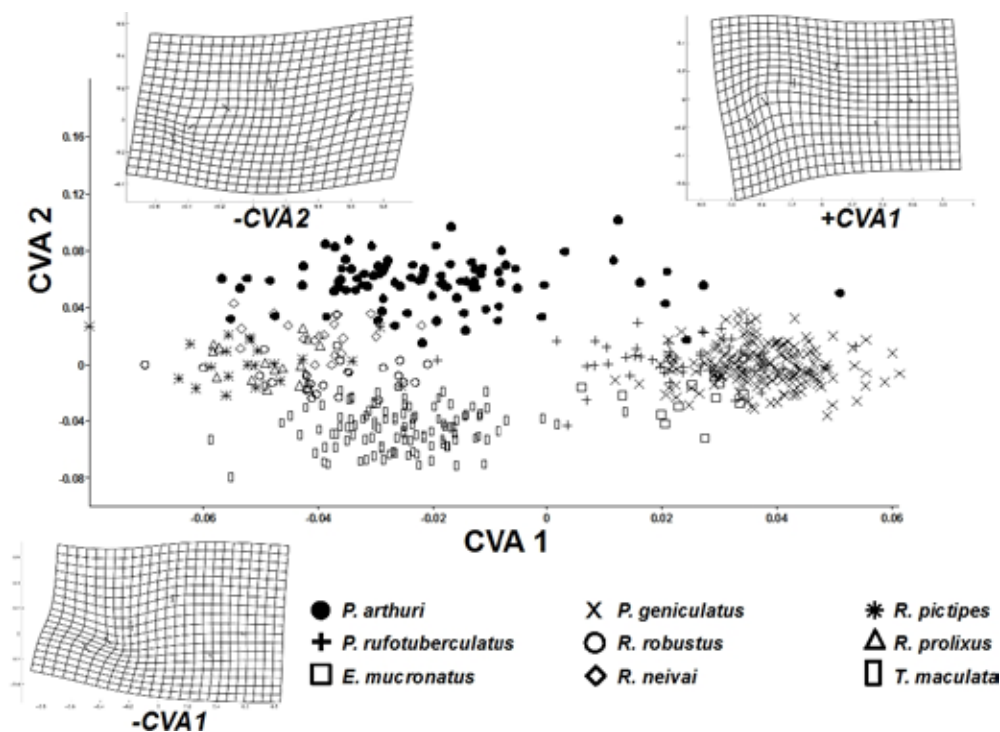 -CVA2
+CVA1
CVA 2
0.16
0.12
0.08
0.04
0
-0.04
-0.08
-0.06
-0.04
-0.02
0
0.02
0.04
0.06
CVA 1
-CVA1
P. arthuri
P. geniculatus
R. pictipes
P. rufotuberculatus
R. robustus
R. prolixus
E. mucronatus
R. neivai
T. maculata